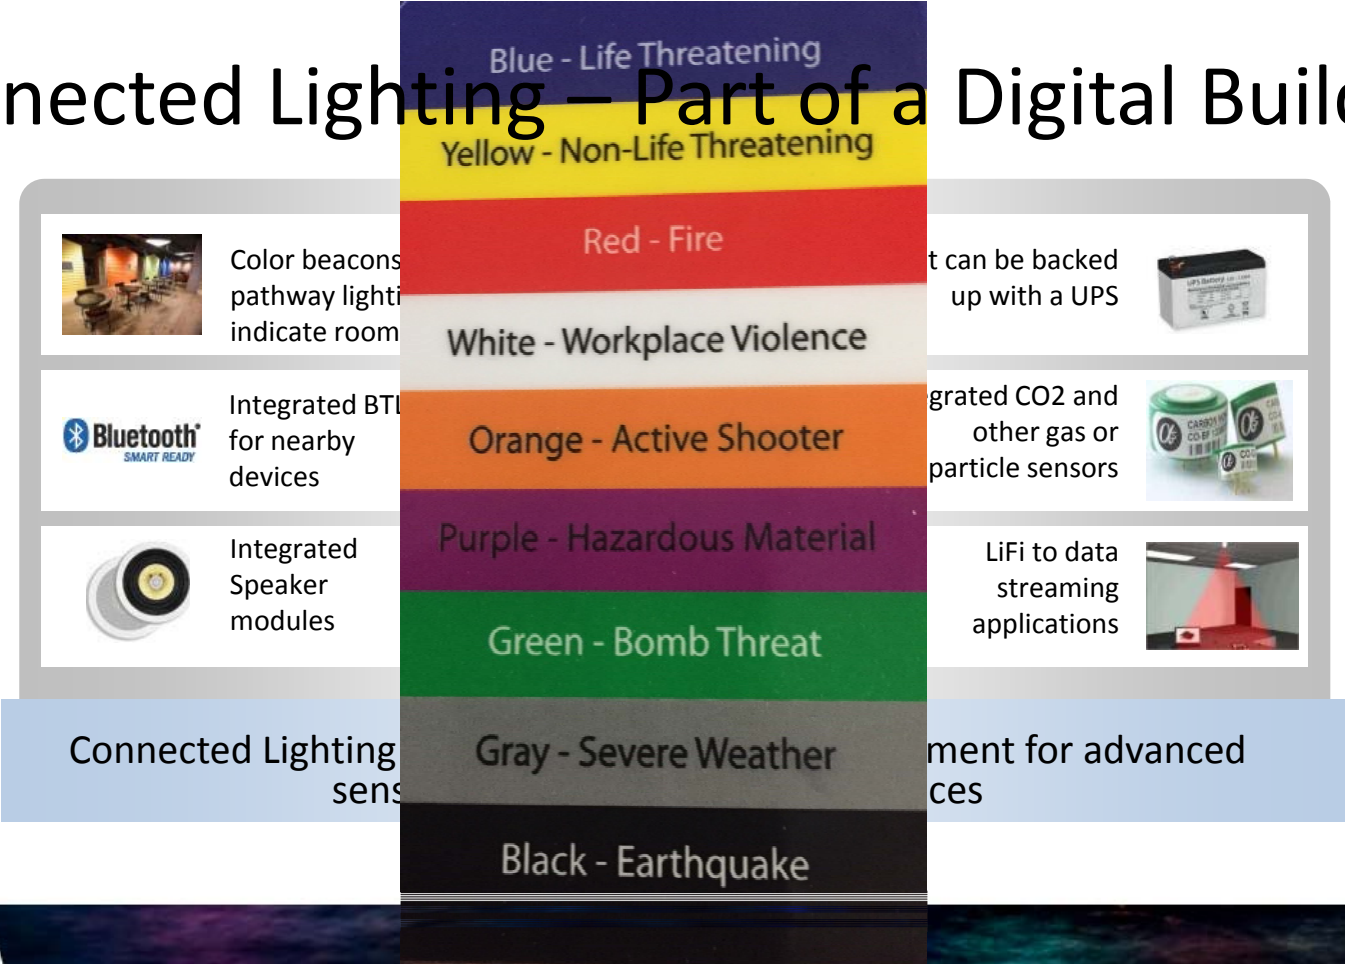 nected Lighting – Part of a Digital Buil
Blue - Life Threatening
Yellow - Non-Life Threatening
Red - Fire
White - Workplace Violence
Orange - Active Shooter
Purple - Hazardous Material
Green - Bomb Threat
Gray - Severe Weather
Black - Earthquake
Color beacons
pathway lighti
indicate room
Integrated BTL
for nearby
devices
Bluetooth
SMART READY
Integrated
Speaker
modules
t can be backed
up with a UPS
UPS Battery
egrated CO2 and
other gas or
particle sensors
LiFi to data
streaming
applications
Connected Lighting
ment for advanced
sens
ces